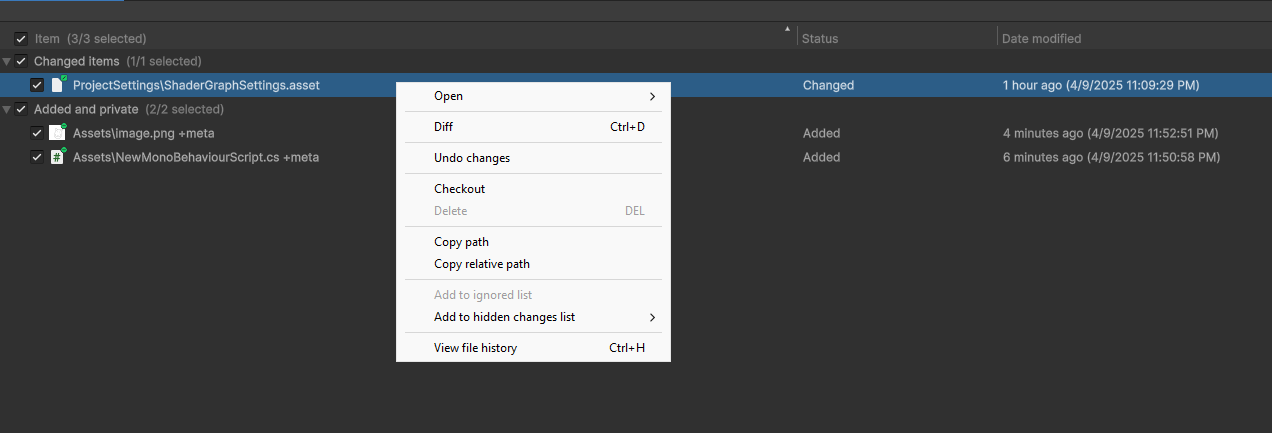 Item (3/3 selected) Status Date modified
Changed items (1/1 selected)
ProjectSettings\ShaderGraphSettings.asset Changed 1 hour ago (4/9/2025 11:09:29 PM)
Added and private (2/2 selected)
Assets\image.png +meta Added 4 minutes ago (4/9/2025 11:52:51 PM)
Assets\NewMonoBehaviourScript.cs +meta Added 6 minutes ago (4/9/2025 11:50:58 PM)
Open
Diff Ctrl+D
Undo changes
Checkout
Delete DEL
Copy path
Copy relative path
Add to ignored list
Add to hidden changes list
View file history Ctrl+H